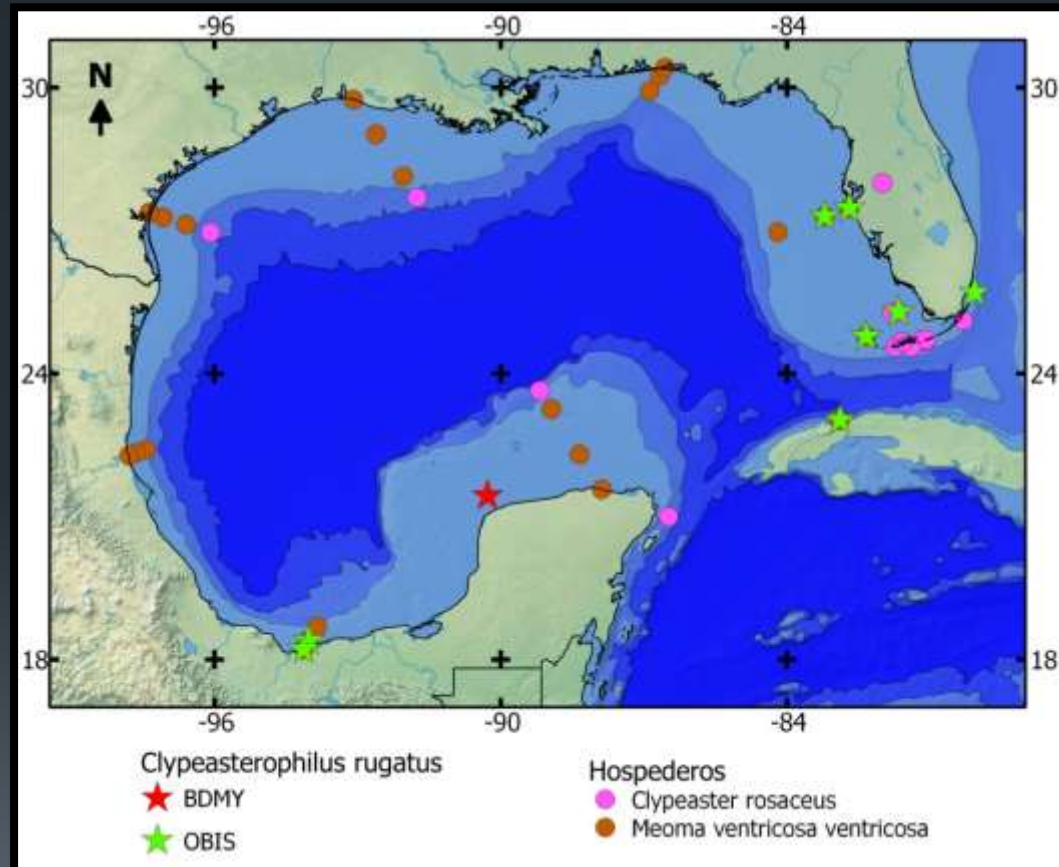 -96 -90 -84
N
30 30
24 24
18 18
-96 -90 -84
Clypeasterophilus rugatus
BDMY
OBIS
Hospederos
Clypeaster rosaceus
Meoma ventricosa ventricosa